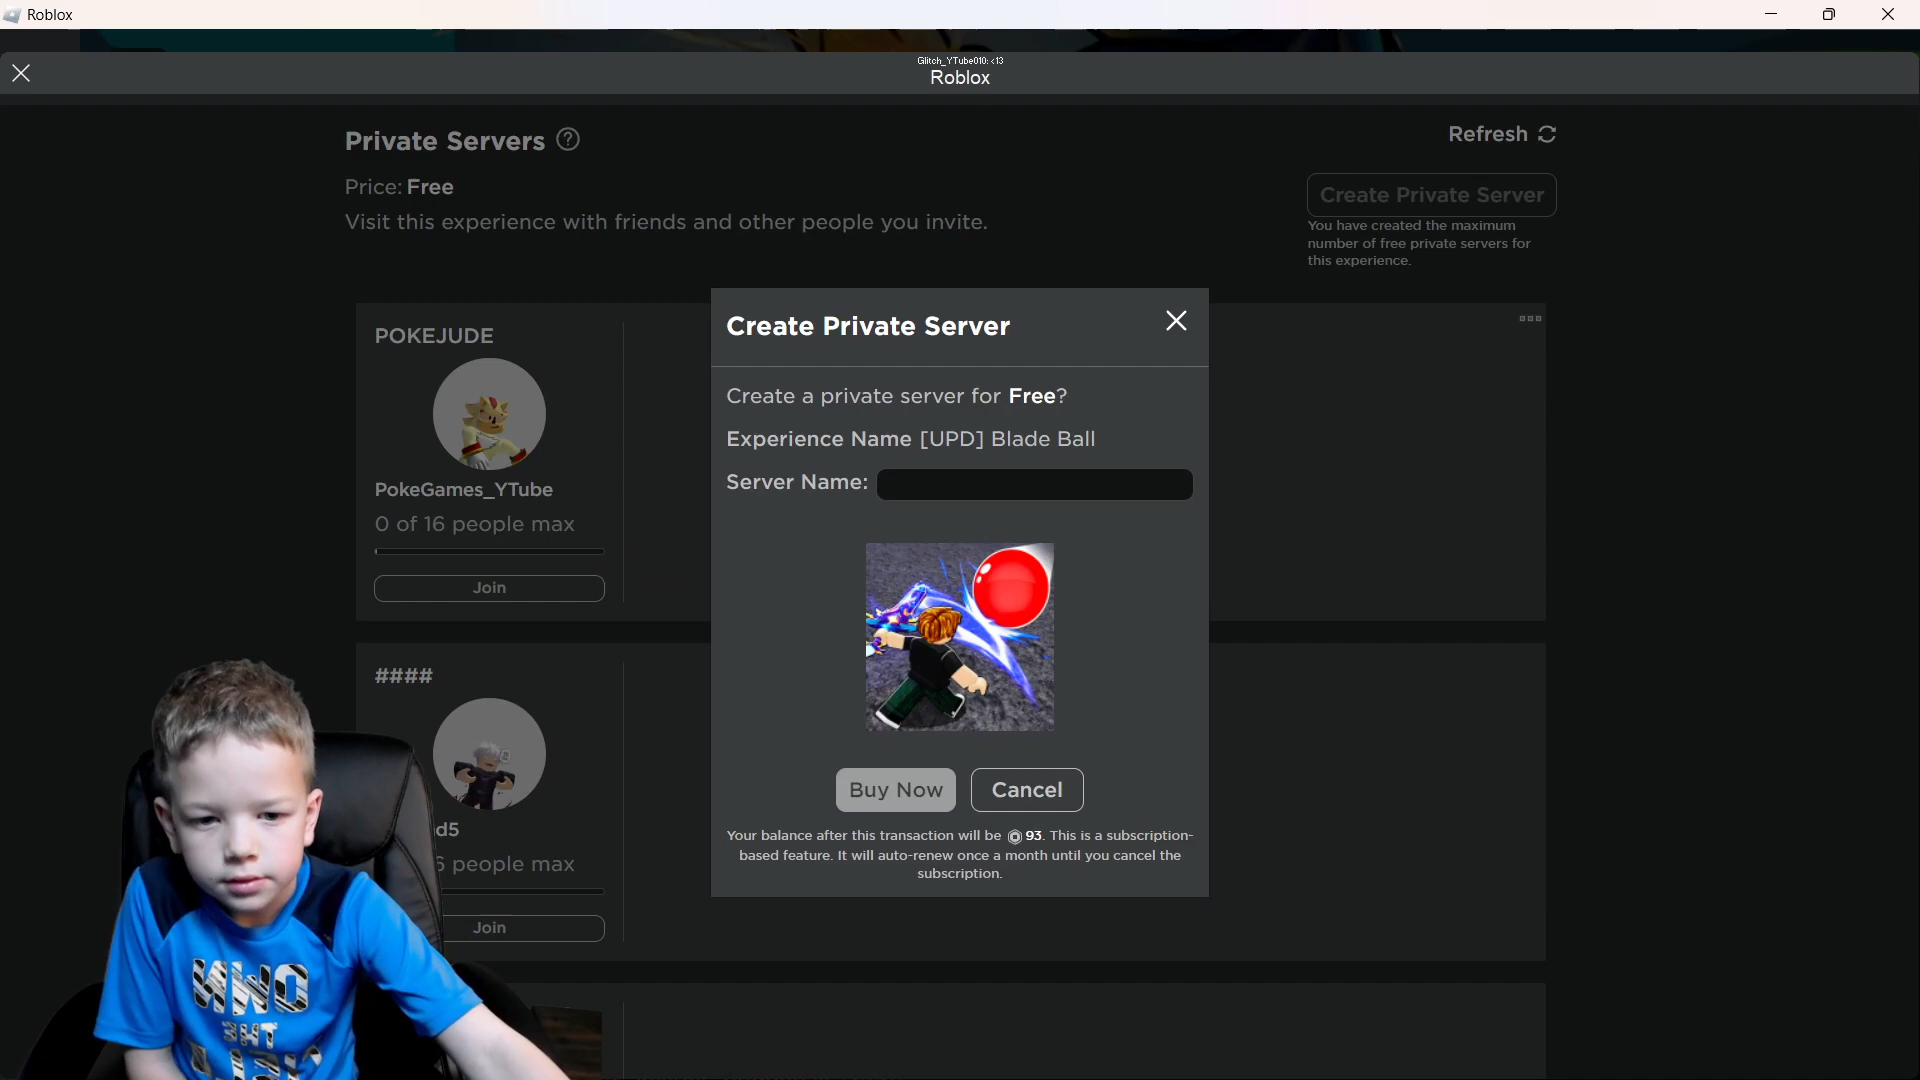 Roblox
Glitch_YTube010: <13
Roblox
Private Servers
Refresh
Price: Free
Create Private Server
Visit this experience with friends and other people you invite.
You have created the maximum
number of free private servers for
this experience.
POKEJUDE
PokeGames_YTube
0 of 16 people max
Join
####
d5
6 people max
Join
Create Private Server
Create a private server for Free?
Experience Name [UPD] Blade Ball
Server Name:
Buy Now
Cancel
Your balance after this transaction will be 93. This is a subscription-
based feature. It will auto-renew once a month until you cancel the
subscription.
OWN
THE